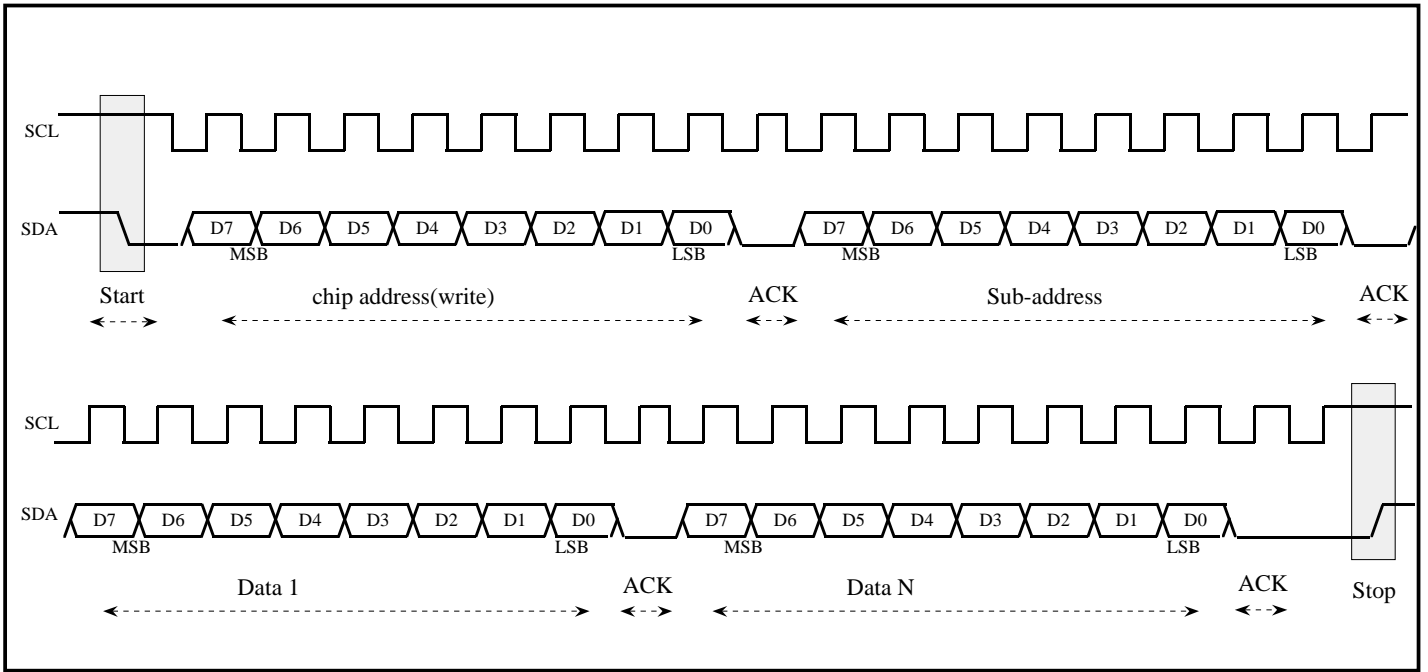 SCL
SDA D7 D6 D5 D4 D3 D2 D1 D0 D7 D6 D5 D4 D3 D2 D1 D0
MSB LSB MSB LSB
Start chip address(write) ACK Sub-address ACK
SCL
SDA D7 D6 D5 D4 D3 D2 D1 D0 D7 D6 D5 D4 D3 D2 D1 D0
MSB LSB MSB LSB
Data 1 ACK Data N ACK Stop